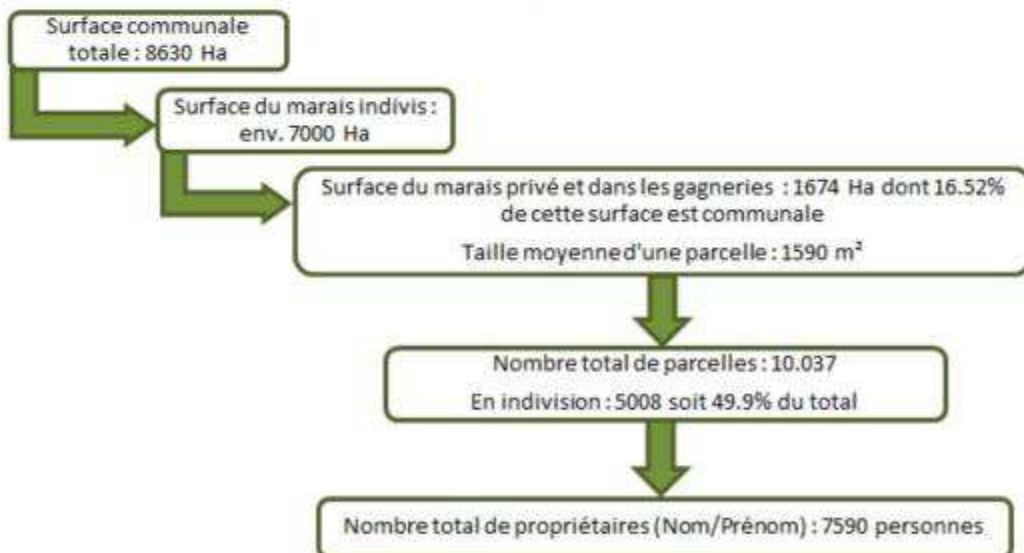 Surface communale
totale : 8630 Ha
Surface du marais indivis :
env. 7000 Ha
Surface du marais privé et dans les gagneries : 1674 Ha dont 16.52%
de cette surface est communale
Taille moyenne d'une parcelle : 1590 m²
Nombre total de parcelles : 10.037
En indivision : 5008 soit 49.9% du total
Nombre total de propriétaires (Nom/Prénom) : 7590 personnes